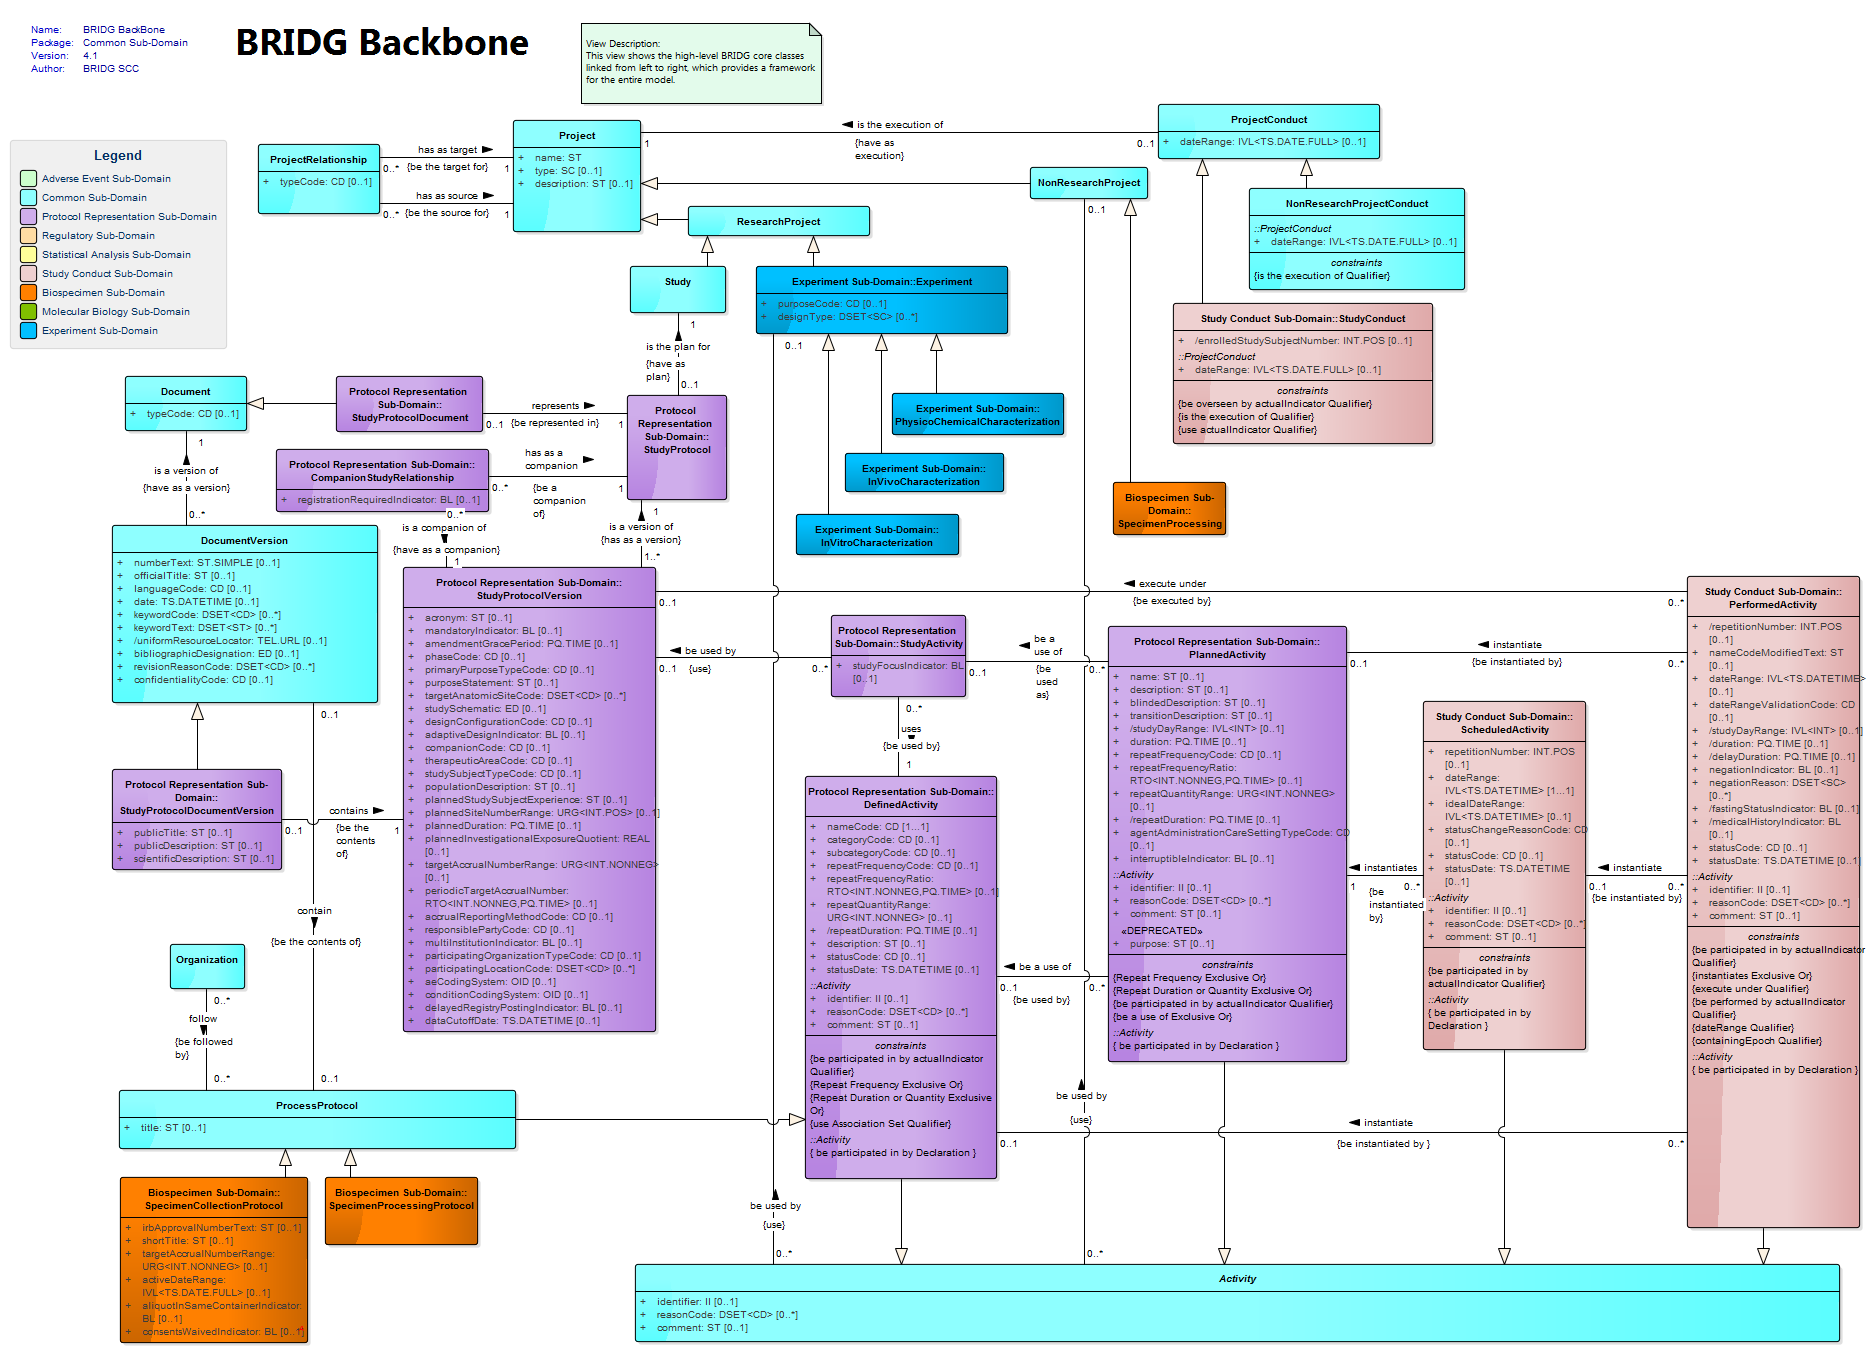 Name: BRIDG BackBone
Package: Common Sub-Domain
Version: 4.1
Author: BRIDG SCC
BRIDG Backbone
View Description:
This view shows the high-level BRIDG core classes
linked from left to right, which provides a framework
for the entire model.
Legend
Adverse Event Sub-Domain
Common Sub-Domain
Protocol Representation Sub-Domain
Regulatory Sub-Domain
Statistical Analysis Sub-Domain
Study Conduct Sub-Domain
Biospecimen Sub-Domain
Molecular Biology Sub-Domain
Experiment Sub-Domain
ProjectRelationship
+ typeCode: CD [0..1]
has as target
0..* {be the target for} 1
has as source
0..* {be the source for} 1
Project
+ name: ST
+ type: SC [0..1]
+ description: ST [0..1]
is the execution of
1 {have as
execution} 0..1
ProjectConduct
+ dateRange: IVL<TS.DATE.FULL> [0..1]
NonResearchProject
0..1
NonResearchProjectConduct
::ProjectConduct
+ dateRange: IVL<TS.DATE.FULL> [0..1]
constraints
{is the execution of Qualifier}
ResearchProject
Study
1
is the plan for
{have as
plan}
0..1
Experiment Sub-Domain::Experiment
+ purposeCode: CD [0..1]
+ designType: DSET<SC> [0..*]
0..1
Study Conduct Sub-Domain::StudyConduct
+ /enrolledStudySubjectNumber: INT.POS [0..1]
::ProjectConduct
+ dateRange: IVL<TS.DATE.FULL> [0..1]
constraints
{be overseen by actualIndicator Qualifier}
{is the execution of Qualifier}
{use actualIndicator Qualifier}
Experiment Sub-Domain::
PhysicoChemicalCharacterization
Experiment Sub-Domain::
InVivoCharacterization
Experiment Sub-Domain::
InVitroCharacterization
Biospecimen Sub-
Domain::
SpecimenProcessing
Document
+ typeCode: CD [0..1]
1
is a version of
{have as a version}
0..*
Protocol Representation
Sub-Domain::
StudyProtocolDocument
represents
0..1 {be represented in} 1
Protocol
Representation
Sub-Domain::
StudyProtocol
Protocol Representation Sub-Domain::
CompanionStudyRelationship
+ registrationRequiredIndicator: BL [0..1]
has as a
companion
0..* {be a
companion
of} 1
0..*
is a companion of
{have as a companion}
1
1
is a version of
{has as a version}
1..*
DocumentVersion
+ numberText: ST.SIMPLE [0..1]
+ officialTitle: ST [0..1]
+ languageCode: CD [0..1]
+ date: TS.DATETIME [0..1]
+ keywordCode: DSET<CD> [0..*]
+ keywordText: DSET<ST> [0..*]
+ /uniformResourceLocator: TEL.URL [0..1]
+ bibliographicDesignation: ED [0..1]
+ revisionReasonCode: DSET<CD> [0..*]
+ confidentialityCode: CD [0..1]
0..1
Protocol Representation Sub-
Domain::
StudyProtocolDocumentVersion
+ publicTitle: ST [0..1]
+ publicDescription: ST [0..1]
+ scientificDescription: ST [0..1]
contains
0..1 {be the
contents
of} 1
contain
{be the contents of}
0..1
Protocol Representation Sub-Domain::
StudyProtocolVersion
+ acronym: ST [0..1]
+ mandatoryIndicator: BL [0..1]
+ amendmentGracePeriod: PQ.TIME [0..1]
+ phaseCode: CD [0..1]
+ primaryPurposeTypeCode: CD [0..1]
+ purposeStatement: ST [0..1]
+ targetAnatomicSiteCode: DSET<CD> [0..*]
+ studySchematic: ED [0..1]
+ designConfigurationCode: CD [0..1]
+ adaptiveDesignIndicator: BL [0..1]
+ companionCode: CD [0..1]
+ therapeuticAreaCode: CD [0..1]
+ studySubjectTypeCode: CD [0..1]
+ populationDescription: ST [0..1]
+ plannedStudySubjectExperience: ST [0..1]
+ plannedSiteNumberRange: URG<INT.POS> [0..1]
+ plannedDuration: PQ.TIME [0..1]
+ plannedInvestigationalExposureQuotient: REAL
[0..1]
+ targetAccrualNumberRange: URG<INT.NONNEG>
[0..1]
+ periodicTargetAccrualNumber:
RTO<INT.NONNEG,PQ.TIME> [0..1]
+ accrualReportingMethodCode: CD [0..1]
+ responsiblePartyCode: CD [0..1]
+ multiInstitutionIndicator: BL [0..1]
+ participatingOrganizationTypeCode: CD [0..1]
+ participatingLocationCode: DSET<CD> [0..*]
+ aeCodingSystem: OID [0..1]
+ conditionCodingSystem: OID [0..1]
+ delayedRegistryPostingIndicator: BL [0..1]
+ dataCutoffDate: TS.DATETIME [0..1]
execute under
0..1 {be executed by} 0..*
be used by
0..1 {use} 0..*
Protocol Representation
Sub-Domain::StudyActivity
+ studyFocusIndicator: BL
[0..1]
be a
use of
0..1 {be
used
as} 0..*
0..*
uses
{be used by}
1
Protocol Representation Sub-Domain::
DefinedActivity
+ nameCode: CD [1...1]
+ categoryCode: CD [0..1]
+ subcategoryCode: CD [0..1]
+ repeatFrequencyCode: CD [0..1]
+ repeatFrequencyRatio:
RTO<INT.NONNEG,PQ.TIME> [0..1]
+ repeatQuantityRange:
URG<INT.NONNEG> [0..1]
+ /repeatDuration: PQ.TIME [0..1]
+ description: ST [0..1]
+ statusCode: CD [0..1]
+ statusDate: TS.DATETIME [0..1]
::Activity
+ identifier: II [0..1]
+ reasonCode: DSET<CD> [0..*]
+ comment: ST [0..1]
constraints
{be participated in by actualIndicator
Qualifier}
{Repeat Frequency Exclusive Or}
{Repeat Duration or Quantity Exclusive
Or}
{use Association Set Qualifier}
::Activity
{ be participated in by Declaration }
Protocol Representation Sub-Domain::
PlannedActivity
+ name: ST [0..1]
+ description: ST [0..1]
+ blindedDescription: ST [0..1]
+ transitionDescription: ST [0..1]
+ /studyDayRange: IVL<INT> [0..1]
+ duration: PQ.TIME [0..1]
+ repeatFrequencyCode: CD [0..1]
+ repeatFrequencyRatio:
RTO<INT.NONNEG,PQ.TIME> [0..1]
+ repeatQuantityRange: URG<INT.NONNEG>
[0..1]
+ /repeatDuration: PQ.TIME [0..1]
+ agentAdministrationCareSettingTypeCode: CD
[0..1]
+ interruptibleIndicator: BL [0..1]
::Activity
+ identifier: II [0..1]
+ reasonCode: DSET<CD> [0..*]
+ comment: ST [0..1]
«DEPRECATED»
+ purpose: ST [0..1]
constraints
{Repeat Frequency Exclusive Or}
{Repeat Duration or Quantity Exclusive Or}
{be participated in by actualIndicator Qualifier}
{be a use of Exclusive Or}
::Activity
{ be participated in by Declaration }
be a use of
0..1 {be used by} 0..*
instantiate
0..1 {be instantiated by} 0..*
Study Conduct Sub-Domain::
ScheduledActivity
+ repetitionNumber: INT.POS
[0..1]
+ dateRange:
IVL<TS.DATETIME> [1...1]
+ idealDateRange:
IVL<TS.DATETIME> [0..1]
+ statusChangeReasonCode: CD
[0..1]
+ statusCode: CD [0..1]
+ statusDate: TS.DATETIME
[0..1]
::Activity
+ identifier: II [0..1]
+ reasonCode: DSET<CD> [0..*]
+ comment: ST [0..1]
constraints
{be participated in by
actualIndicator Qualifier}
::Activity
{ be participated in by
Declaration }
instantiates
1 {be
instantiated
by} 0..*
instantiate
0..1 {be instantiated by} 0..*
Study Conduct Sub-Domain::
PerformedActivity
+ /repetitionNumber: INT.POS
[0..1]
+ nameCodeModifiedText: ST
[0..1]
+ dateRange: IVL<TS.DATETIME>
[0..1]
+ dateRangeValidationCode: CD
[0..1]
+ /studyDayRange: IVL<INT> [0..1]
+ /duration: PQ.TIME [0..1]
+ /delayDuration: PQ.TIME [0..1]
+ negationIndicator: BL [0..1]
+ negationReason: DSET<SC>
[0..*]
+ /fastingStatusIndicator: BL [0..1]
+ /medicalHistoryIndicator: BL
[0..1]
+ statusCode: CD [0..1]
+ statusDate: TS.DATETIME [0..1]
::Activity
+ identifier: II [0..1]
+ reasonCode: DSET<CD> [0..*]
+ comment: ST [0..1]
constraints
{be participated in by actualIndicator
Qualifier}
{instantiates Exclusive Or}
{execute under Qualifier}
{be performed by actualIndicator
Qualifier}
{dateRange Qualifier}
{containingEpoch Qualifier}
::Activity
{ be participated in by Declaration }
instantiate
0..1 {be instantiated by } 0..*
Organization
0..*
follow
{be followed
by}
0..*
ProcessProtocol
+ title: ST [0..1]
Biospecimen Sub-Domain::
SpecimenCollectionProtocol
+ irbApprovalNumberText: ST [0..1]
+ shortTitle: ST [0..1]
+ targetAccrualNumberRange:
URG<INT.NONNEG> [0..1]
+ activeDateRange:
IVL<TS.DATE.FULL> [0..1]
+ aliquotInSameContainerIndicator:
BL [0..1]
+ consentsWaivedIndicator: BL [0..1]
Biospecimen Sub-Domain::
SpecimenProcessingProtocol
be used by
{use}
0..*
be used by
{use}
0..*
Activity
+ identifier: II [0..1]
+ reasonCode: DSET<CD> [0..*]
+ comment: ST [0..1]